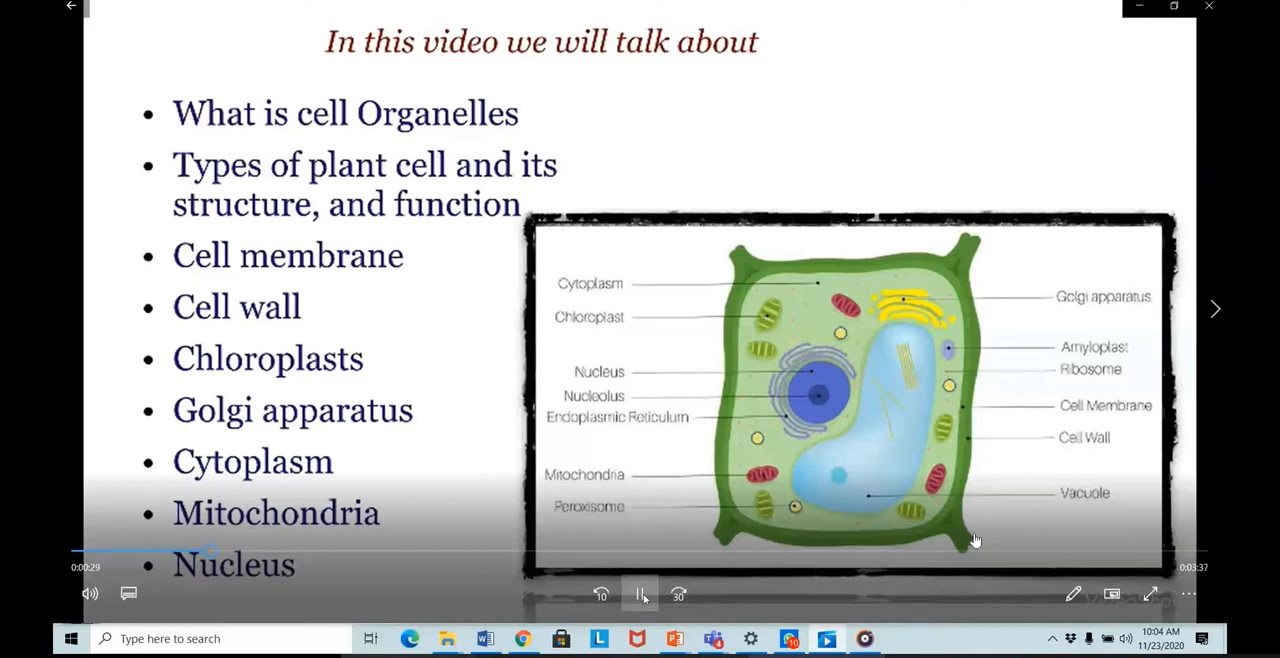 In this video we will talk about
What is cell Organelles
Types of plant cell and its
structure, and function
Cell membrane
Cell wall
Chloroplasts
Golgi apparatus
Cytoplasm
Mitochondria
Nucleus
Cytoplasm
Chloroplast
Nucleus
Nucleolus
Endoplasmic Reticulum
Mitochondria
Peroxisome
Golgi apparatus
Amyloplast
Ribosome
Cell Membrane
Cell Wall
Vacuole
0:00:29
0:03:37
10
30
Type here to search
L
4
10
10:04 AM
11/23/2020